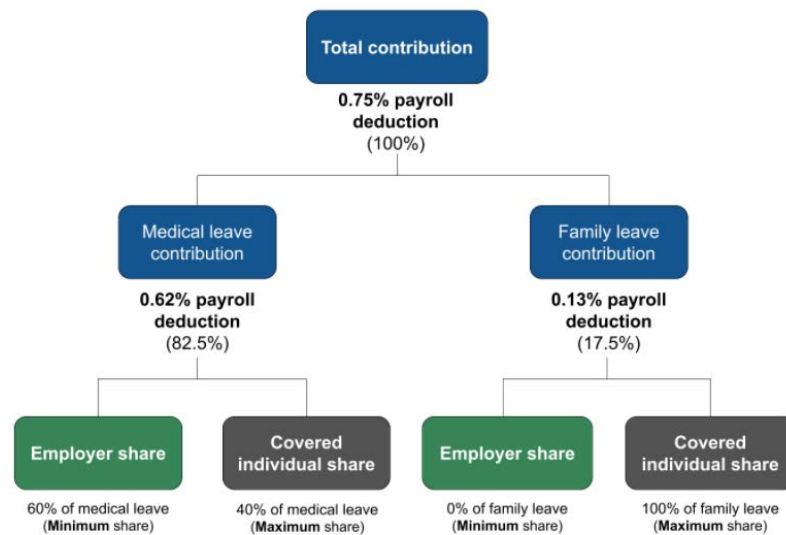 Total contribution
0.75% payroll
deduction
(100%)
Medical leave
contribution
Family leave
contribution
0.62% payroll
deduction
(82.5%)
0.13% payroll
deduction
(17.5%)
Employer share
Covered
individual share
Employer share
Covered
individual share
60% of medical leave
(Minimum share)
40% of medical leave
(Maximum share)
0% of family leave
(Minimum share)
100% of family leave
(Maximum share)